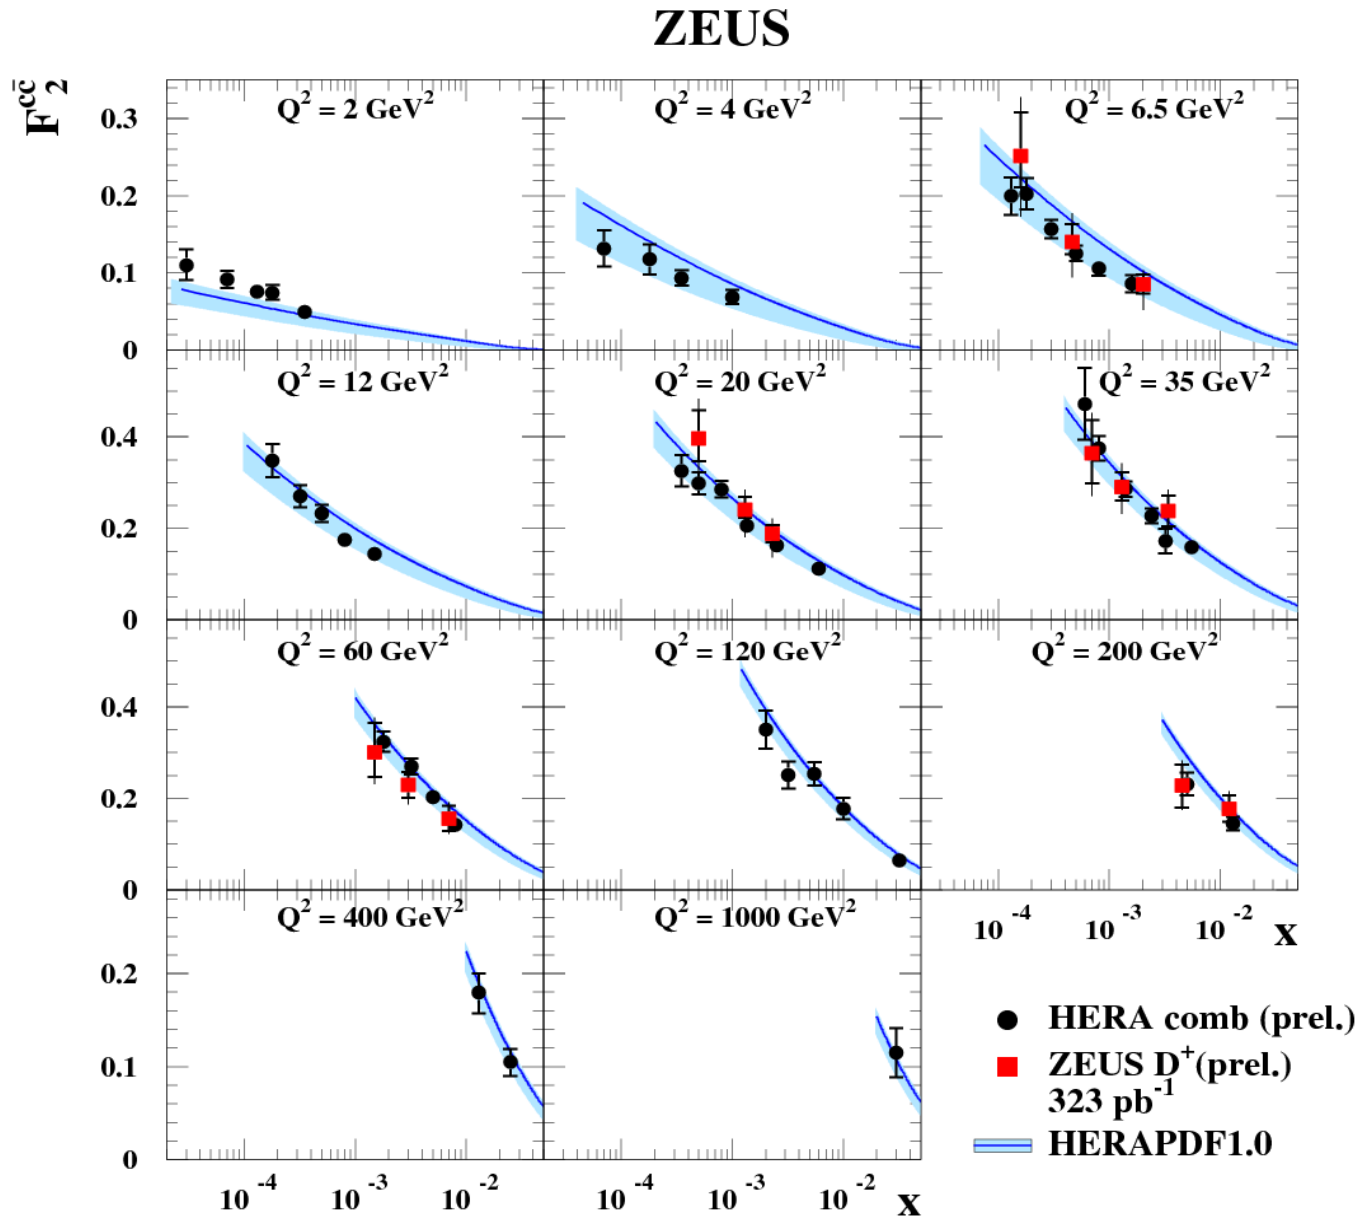 ZEUS
F₂^cc̄
Q² = 2 GeV²
Q² = 4 GeV²
Q² = 6.5 GeV²
0.3
0.2
0.1
0
Q² = 12 GeV²
Q² = 20 GeV²
Q² = 35 GeV²
0.4
0.2
0
Q² = 60 GeV²
Q² = 120 GeV²
Q² = 200 GeV²
0.4
0.2
0
10⁻⁴ 10⁻³ 10⁻² x
Q² = 400 GeV²
Q² = 1000 GeV²
0.2
0.1
0
10⁻⁴ 10⁻³ 10⁻²
10⁻⁴ 10⁻³ 10⁻² x
HERA comb (prel.)
ZEUS D⁺(prel.)
323 pb⁻¹
HERAPDF1.0